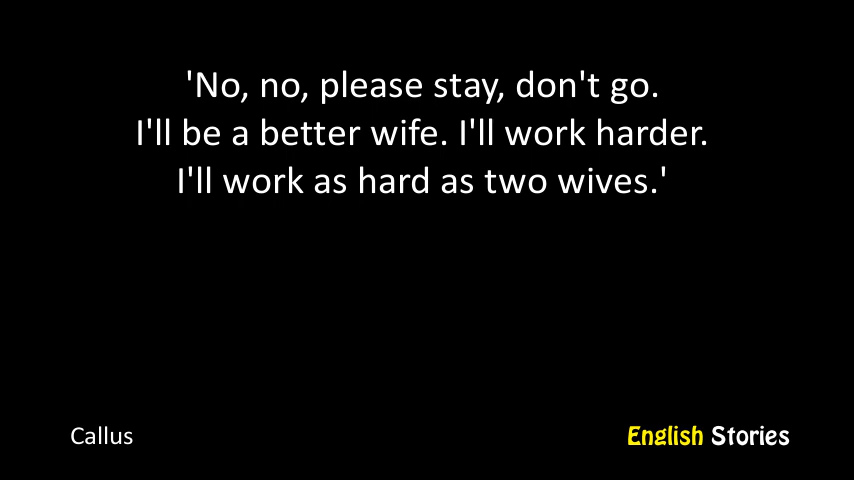 'No, no, please stay, don't go.
I'll be a better wife. I'll work harder.
I'll work as hard as two wives.'
Callus
English Stories